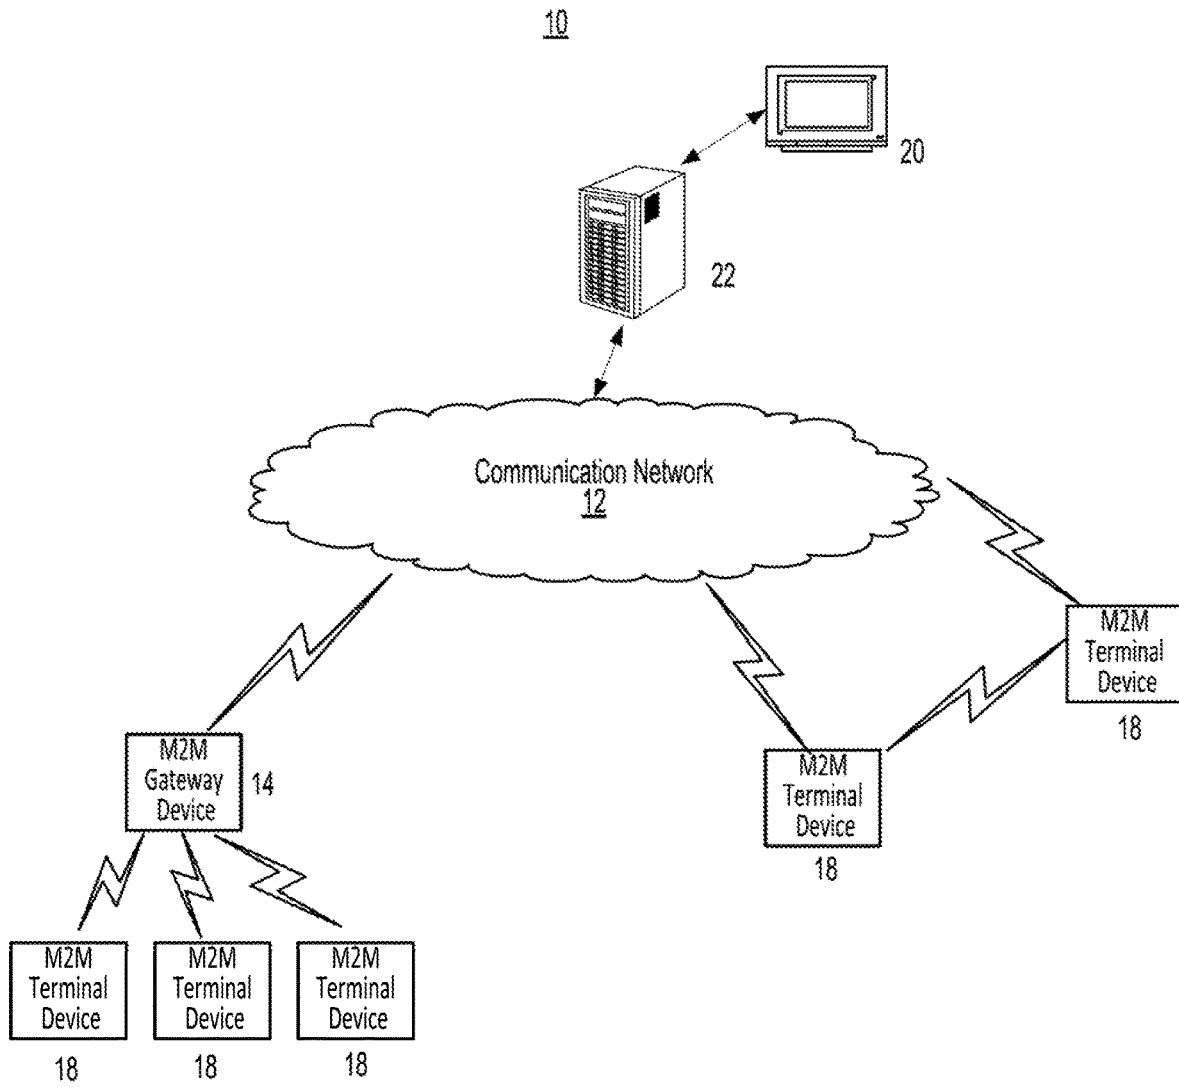 10
20
22
Communication Network
12
M2M
Terminal
Device
18
M2M
Gateway
Device
14
M2M
Terminal
Device
18
M2M
Terminal
Device
18
M2M
Terminal
Device
18
M2M
Terminal
Device
18